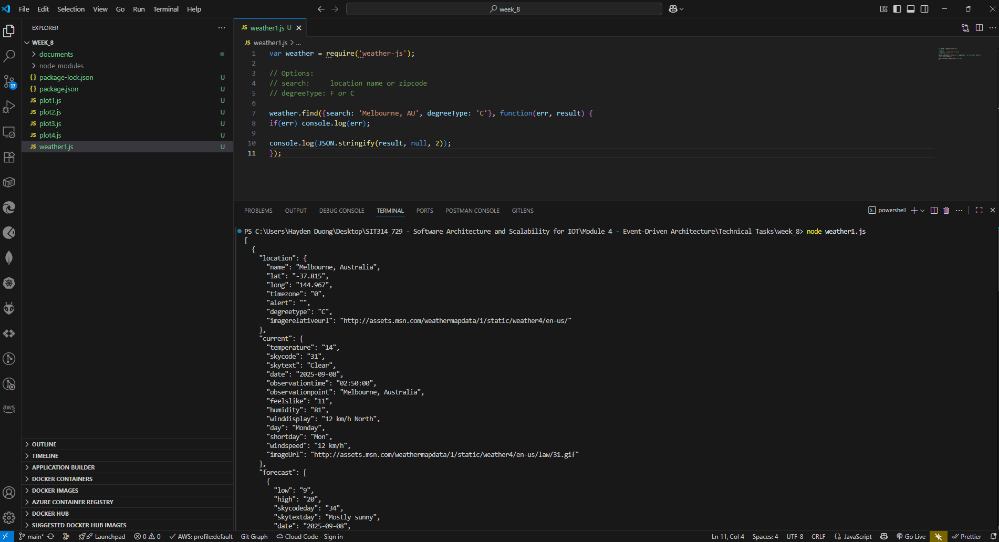 File Edit Selection View Go Run Terminal Help
week_8
EXPLORER
WEEK_8
documents
node_modules
package-lock.json U
package.json U
plot1.js U
plot2.js U
plot3.js U
plot4.js U
weather1.js U
17
aws
OUTLINE
TIMELINE
APPLICATION BUILDER
DOCKER CONTAINERS
DOCKER IMAGES
AZURE CONTAINER REGISTRY
DOCKER HUB
SUGGESTED DOCKER HUB IMAGES
JS weather1.js U
JS weather1.js > ...
1 var weather = require('weather-js');
2
3 // Options:
4 // search:     location name or zipcode
5 // degreeType: F or C
6
7 weather.find({search: 'Melbourne, AU', degreeType: 'C'}, function(err, result) {
8 if(err) console.log(err);
9
10 console.log(JSON.stringify(result, null, 2));
11 });
PROBLEMS OUTPUT DEBUG CONSOLE TERMINAL PORTS POSTMAN CONSOLE GITLENS
powershell
PS C:\Users\Hayden Duong\Desktop\SIT314_729 - Software Architecture and Scalability for IOT\Module 4 - Event-Driven Architecture\Technical Tasks\week_8> node weather1.js
[
{
"location": {
"name": "Melbourne, Australia",
"lat": "-37.815",
"long": "144.967",
"timezone": "0",
"alert": "",
"degreetype": "C",
"imagerelativeurl": "http://assets.msn.com/weathermapdata/1/static/weather4/en-us/"
},
"current": {
"temperature": "14",
"skycode": "31",
"skytext": "Clear",
"date": "2025-09-08",
"observationtime": "02:50:00",
"observationpoint": "Melbourne, Australia",
"feelslike": "11",
"humidity": "81",
"winddisplay": "12 km/h North",
"day": "Monday",
"shortday": "Mon",
"windspeed": "12 km/h",
"imageUrl": "http://assets.msn.com/weathermapdata/1/static/weather4/en-us/law/31.gif"
},
"forecast": [
{
"low": "9",
"high": "20",
"skycodeday": "34",
"skytextday": "Mostly sunny",
"date": "2025-09-08",
main* Launchpad 0 0 AWS: profile:default Git Graph Cloud Code - Sign in Ln 11, Col 4 Spaces: 4 UTF-8 CRLF JavaScript Go Live Prettier